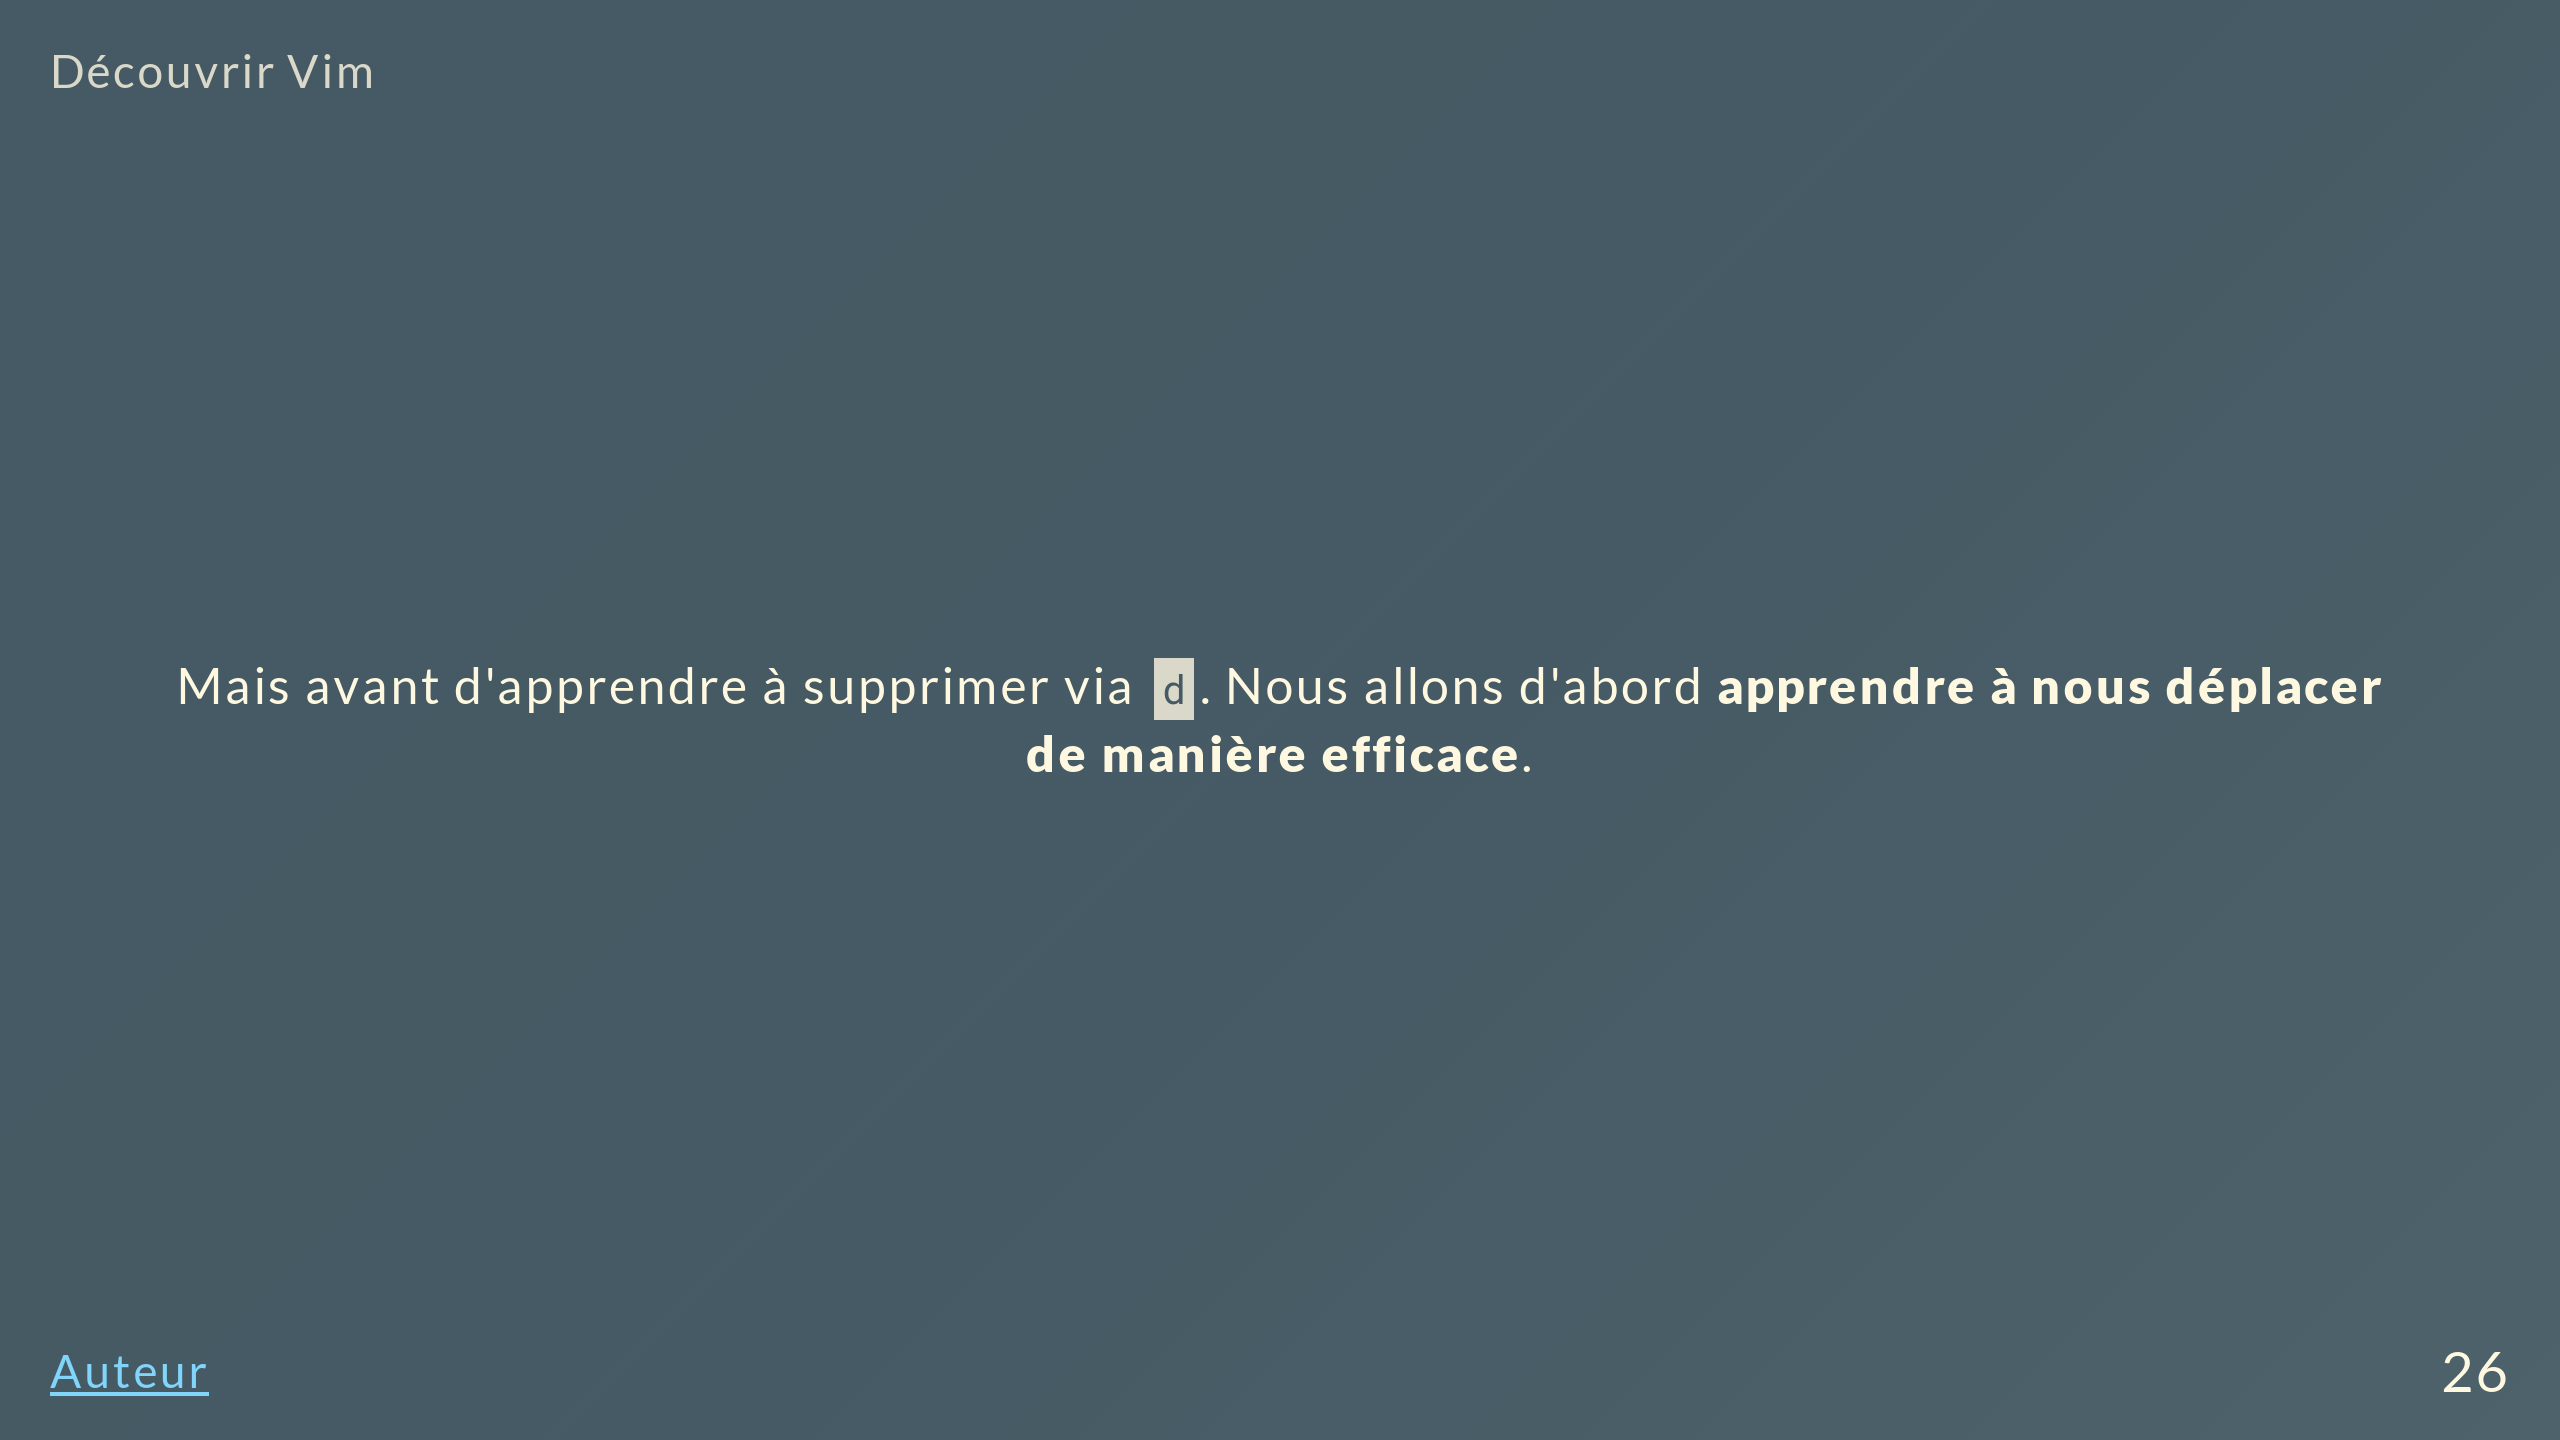 Découvrir Vim
Mais avant d'apprendre à supprimer via d. Nous allons d'abord apprendre à nous déplacer
de manière efficace.
Auteur
26